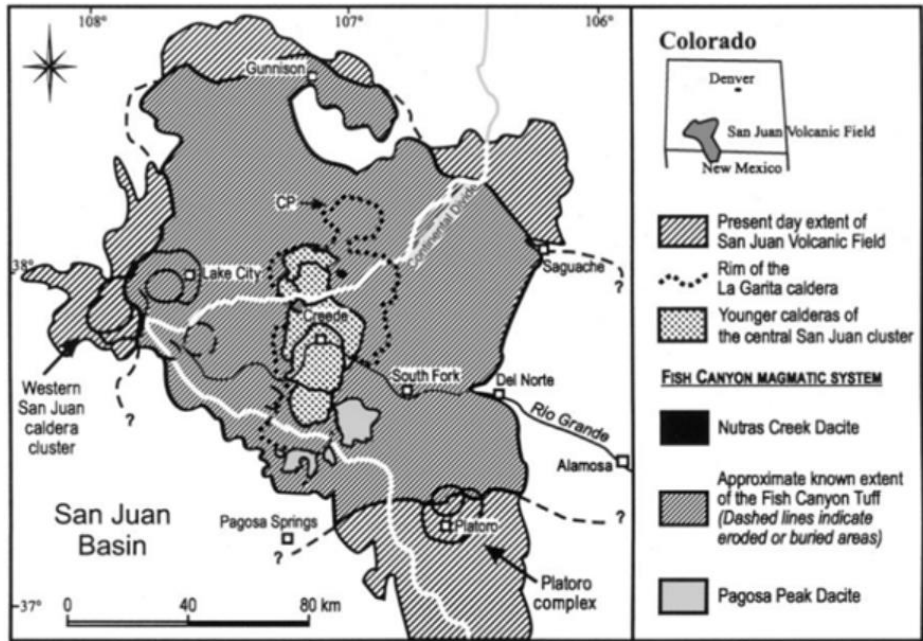 108°
107°
106°
Gunnison
CP
Continental Divide
38°
Lake City
Saguache
?
Creede
Western
San Juan
caldera
cluster
?
South Fork
Del Norte
Rio Grande
Alamosa
San Juan
Basin
Pagosa Springs
?
Platoro
?
Platoro
complex
37°
0
40
80 km
Colorado
Denver
San Juan Volcanic Field
New Mexico
Present day extent of
San Juan Volcanic Field
Rim of the
La Garita caldera
Younger calderas of
the central San Juan cluster
FISH CANYON MAGMATIC SYSTEM
Nutras Creek Dacite
Approximate known extent
of the Fish Canyon Tuff
(Dashed lines indicate
eroded or buried areas)
Pagosa Peak Dacite